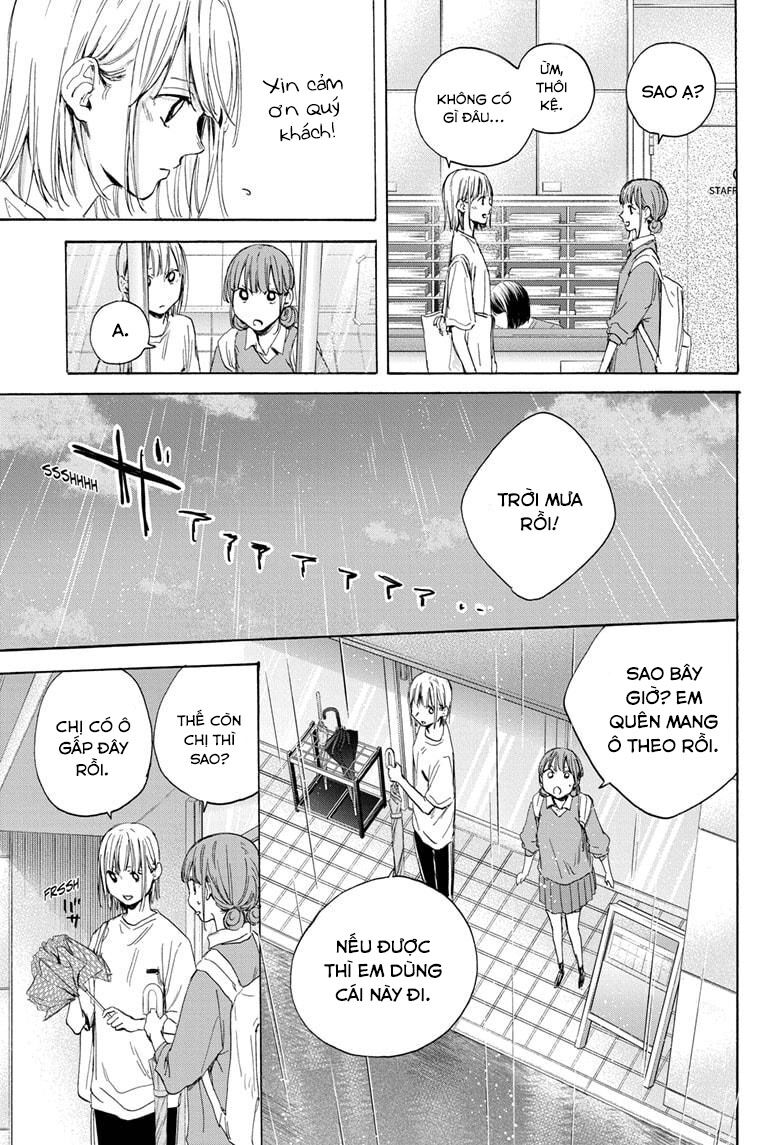 SAO Ạ?
ỪM,
THÔI
KỆ.
KHÔNG CÓ
GÌ ĐÂU...
STAFF
Xin cảm
ơn quý
khách!
A.
TRỜI MƯA
RỒI!
SSSHHHH
ザァァァァァァァ...
SAO BÂY
GIỜ? EM
QUÊN MANG
Ô THEO RỒI.
NẾU ĐƯỢC
THÌ EM DÙNG
CÁI NÀY ĐI.
THẾ CÒN
CHỊ THÌ
SAO?
CHỊ CÓ Ô
GẤP ĐÂY
RỒI.
FRSSH